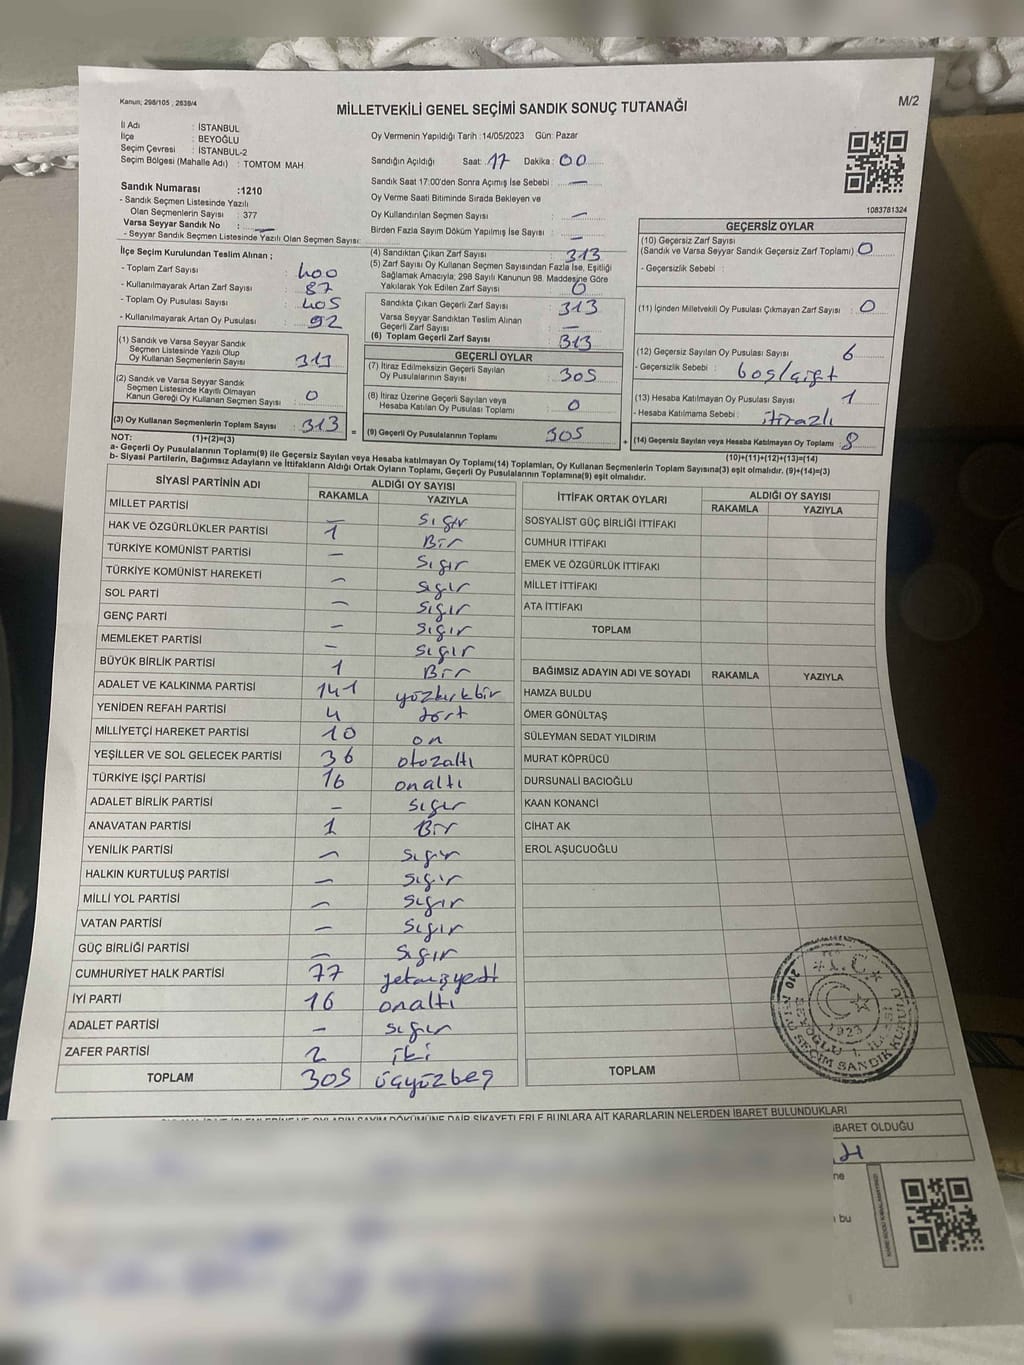 Kanun; 298/105 , 2839/4
MİLLETVEKİLİ GENEL SEÇİMİ SANDIK SONUÇ TUTANAĞI
M/2
İl Adı : İSTANBUL
İlçe : BEYOĞLU
Seçim Çevresi : İSTANBUL-2
Seçim Bölgesi (Mahalle Adı) : TOMTOM MAH.
Oy Vermenin Yapıldığı Tarih :14/05/2023 Gün: Pazar
Sandığın Açıldığı Saat: 17 Dakika: 00
Sandık Saat 17:00'den Sonra Açımış İse Sebebi : —
Oy Verme Saati Bitiminde Sırada Bekleyen ve
Oy Kullandırılan Seçmen Sayısı : —
Birden Fazla Sayım Döküm Yapılmış İse Sayısı : —
1083781324
Sandık Numarası :1210
- Sandık Seçmen Listesinde Yazılı
Olan Seçmenlerin Sayısı : 377
Varsa Seyyar Sandık No : —
- Seyyar Sandık Seçmen Listesinde Yazılı Olan Seçmen Sayısı:
İlçe Seçim Kurulundan Teslim Alınan ;
- Toplam Zarf Sayısı : 400
- Kullanılmayarak Artan Zarf Sayısı : 87
- Toplam Oy Pusulası Sayısı : 405
- Kullanılmayarak Artan Oy Pusulası : 92
(1) Sandık ve Varsa Seyyar Sandık
Seçmen Listesinde Yazılı Olup
Oy Kullanan Seçmenlerin Sayısı : 313
(2) Sandık ve Varsa Seyyar Sandık
Seçmen Listesinde Kayıtlı Olmayan
Kanun Gereği Oy Kullanan Seçmen Sayısı : 0
(3) Oy Kullanan Seçmenlerin Toplam Sayısı : 313
(4) Sandıktan Çıkan Zarf Sayısı : 313
(5) Zarf Sayısı Oy Kullanan Seçmen Sayısından Fazla İse, Eşitliği
Sağlamak Amacıyla; 298 Sayılı Kanunun 98. Maddesine Göre
Yakılarak Yok Edilen Zarf Sayısı : 0
Sandıkta Çıkan Geçerli Zarf Sayısı : 313
Varsa Seyyar Sandıktan Teslim Alınan
Geçerli Zarf Sayısı : —
(6) Toplam Geçerli Zarf Sayısı : 313
GEÇERLİ OYLAR
(7) İtiraz Edilmeksizin Geçerli Sayılan
Oy Pusulalarının Sayısı : 305
(8) İtiraz Üzerine Geçerli Sayılan veya
Hesaba Katılan Oy Pusulası Toplamı : 0
= (9) Geçerli Oy Pusulalarının Toplamı 305 +
GEÇERSİZ OYLAR
(10) Geçersiz Zarf Sayısı
(Sandık ve Varsa Seyyar Sandık Geçersiz Zarf Toplamı) : 0
- Geçersizlik Sebebi :
(11) İçinden Milletvekili Oy Pusulası Çıkmayan Zarf Sayısı : 0
(12) Geçersiz Sayılan Oy Pusulası Sayısı : 6
- Geçersizlik Sebebi : boş/çift
(13) Hesaba Katılmayan Oy Pusulası Sayısı : 1
- Hesaba Katılmama Sebebi : itirazlı
(14) Geçersiz Sayılan veya Hesaba Katılmayan Oy Toplamı : 8
NOT: (1)+(2)=(3)
(10)+(11)+(12)+(13)=(14)
a- Geçerli Oy Pusulalarının Toplamı(9) ile Geçersiz Sayılan veya Hesaba Katılmayan Oy Toplamı(14) Toplamları, Oy Kullanan Seçmenlerin Toplam Sayısına(3) eşit olmalıdır. (9)+(14)=(3)
b- Siyasi Partilerin, Bağımsız Adayların ve İttifakların Aldığı Ortak Oyların Toplamı, Geçerli Oy Pusulalarının Toplamına(9) eşit olmalıdır.
SİYASİ PARTİNİN ADI ALDIĞI OY SAYISI
RAKAMLA YAZIYLA
MİLLET PARTİSİ — Sıfır
HAK VE ÖZGÜRLÜKLER PARTİSİ 1 Bir
TÜRKİYE KOMÜNİST PARTİSİ — Sıfır
TÜRKİYE KOMÜNİST HAREKETİ — Sıfır
SOL PARTİ — Sıfır
GENÇ PARTİ — Sıfır
MEMLEKET PARTİSİ — Sıfır
BÜYÜK BİRLİK PARTİSİ 1 Bir
ADALET VE KALKINMA PARTİSİ 141 yüzkırkbir
YENİDEN REFAH PARTİSİ 4 dört
MİLLİYETÇİ HAREKET PARTİSİ 10 on
YEŞİLLER VE SOL GELECEK PARTİSİ 36 otuzaltı
TÜRKİYE İŞÇİ PARTİSİ 16 onaltı
ADALET BİRLİK PARTİSİ — Sıfır
ANAVATAN PARTİSİ 1 Bir
YENİLİK PARTİSİ — Sıfır
HALKIN KURTULUŞ PARTİSİ — Sıfır
MİLLİ YOL PARTİSİ — Sıfır
VATAN PARTİSİ — Sıfır
GÜÇ BİRLİĞİ PARTİSİ — Sıfır
CUMHURİYET HALK PARTİSİ 77 yetmişyedi
İYİ PARTİ 16 onaltı
ADALET PARTİSİ — Sıfır
ZAFER PARTİSİ 2 iki
TOPLAM 305 üçyüzbeş
İTTİFAK ORTAK OYLARI ALDIĞI OY SAYISI
RAKAMLA YAZIYLA
SOSYALİST GÜÇ BİRLİĞİ İTTİFAKI
CUMHUR İTTİFAKI
EMEK VE ÖZGÜRLÜK İTTİFAKI
MİLLET İTTİFAKI
ATA İTTİFAKI
TOPLAM
BAĞIMSIZ ADAYIN ADI VE SOYADI RAKAMLA YAZIYLA
HAMZA BULDU
ÖMER GÖNÜLTAŞ
SÜLEYMAN SEDAT YILDIRIM
MURAT KÖPRÜCÜ
DURSUNALİ BACIOĞLU
KAAN KONANCİ
CİHAT AK
EROL AŞUCUOĞLU
TOPLAM
T.C.
1923
SEÇİM SANDIK KURULU
DÖKÜMÜNE DAİR ŞİKAYETLERLE BUNLARA AİT KARARLARIN NELERDEN İBARET BULUNDUKLARI
İBARET OLDUĞU
ne
bu